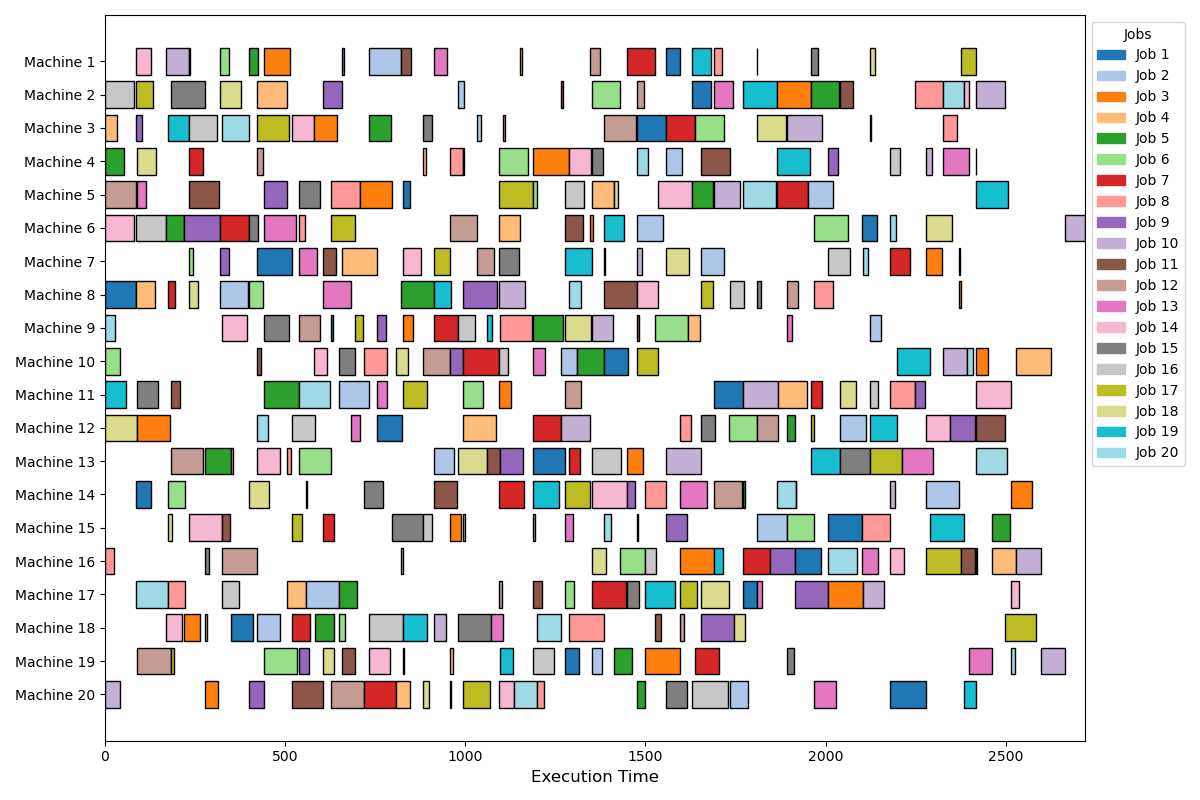 Machine 1
Machine 2
Machine 3
Machine 4
Machine 5
Machine 6
Machine 7
Machine 8
Machine 9
Machine 10
Machine 11
Machine 12
Machine 13
Machine 14
Machine 15
Machine 16
Machine 17
Machine 18
Machine 19
Machine 20
0 500 1000 1500 2000 2500
Execution Time
Jobs
Job 1
Job 2
Job 3
Job 4
Job 5
Job 6
Job 7
Job 8
Job 9
Job 10
Job 11
Job 12
Job 13
Job 14
Job 15
Job 16
Job 17
Job 18
Job 19
Job 20